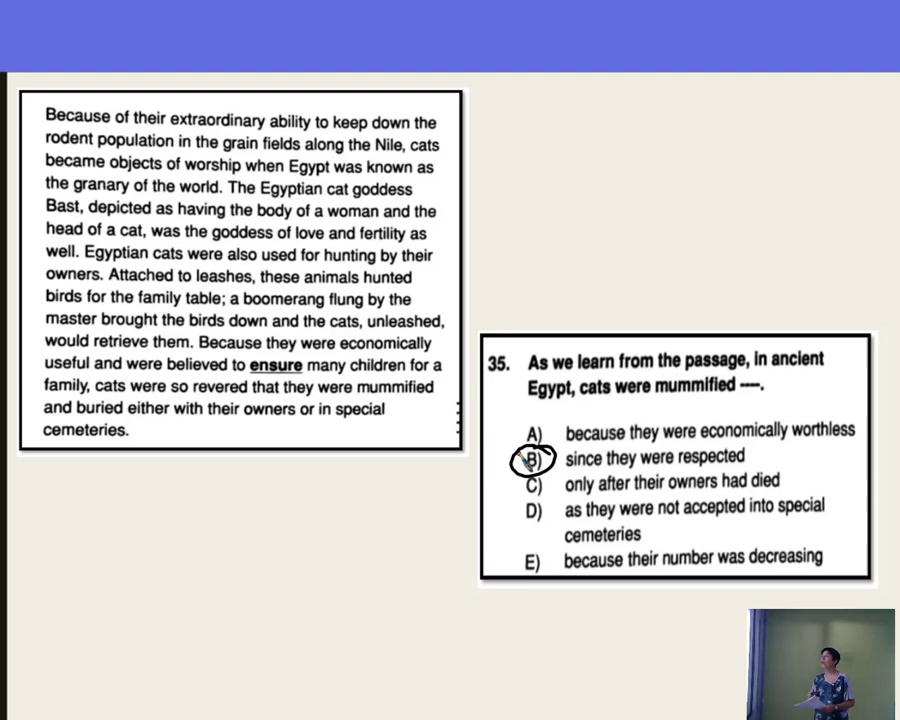 Because of their extraordinary ability to keep down the
rodent population in the grain fields along the Nile, cats
became objects of worship when Egypt was known as
the granary of the world. The Egyptian cat goddess
Bast, depicted as having the body of a woman and the
head of a cat, was the goddess of love and fertility as
well. Egyptian cats were also used for hunting by their
owners. Attached to leashes, these animals hunted
birds for the family table; a boomerang flung by the
master brought the birds down and the cats, unleashed,
would retrieve them. Because they were economically
useful and were believed to ensure many children for a
family, cats were so revered that they were mummified
and buried either with their owners or in special
cemeteries.
35. As we learn from the passage, in ancient
Egypt, cats were mummified ----.
A) because they were economically worthless
B) since they were respected
C) only after their owners had died
D) as they were not accepted into special
cemeteries
E) because their number was decreasing